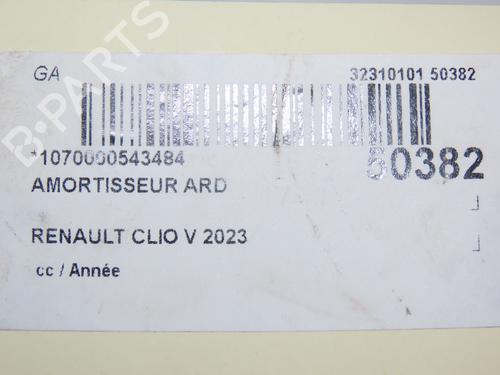 GA 32310101 50382
*1070000543484 50382
AMORTISSEUR ARD
RENAULT CLIO V 2023
cc / Année
B-PARTS